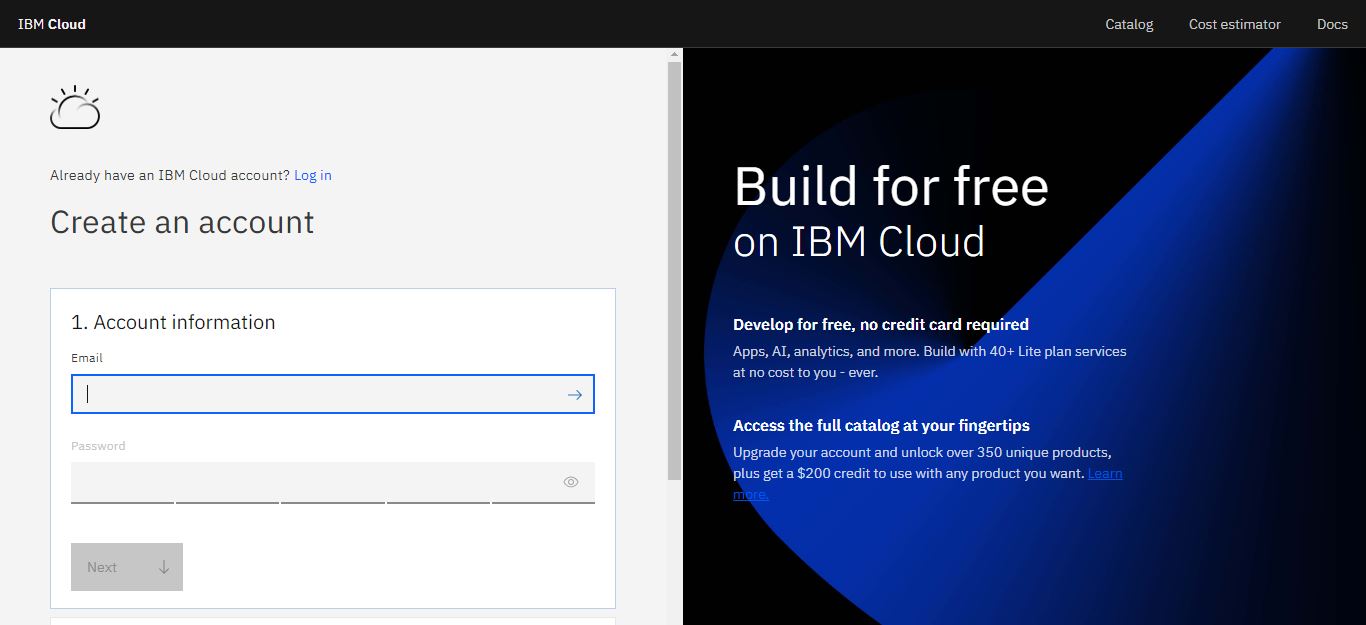 IBM Cloud
Catalog
Cost estimator
Docs
Already have an IBM Cloud account? Log in
Create an account
1. Account information
Email
Password
Next
Build for free
on IBM Cloud
Develop for free, no credit card required
Apps, AI, analytics, and more. Build with 40+ Lite plan services
at no cost to you - ever.
Access the full catalog at your fingertips
Upgrade your account and unlock over 350 unique products,
plus get a $200 credit to use with any product you want. Learn
more.